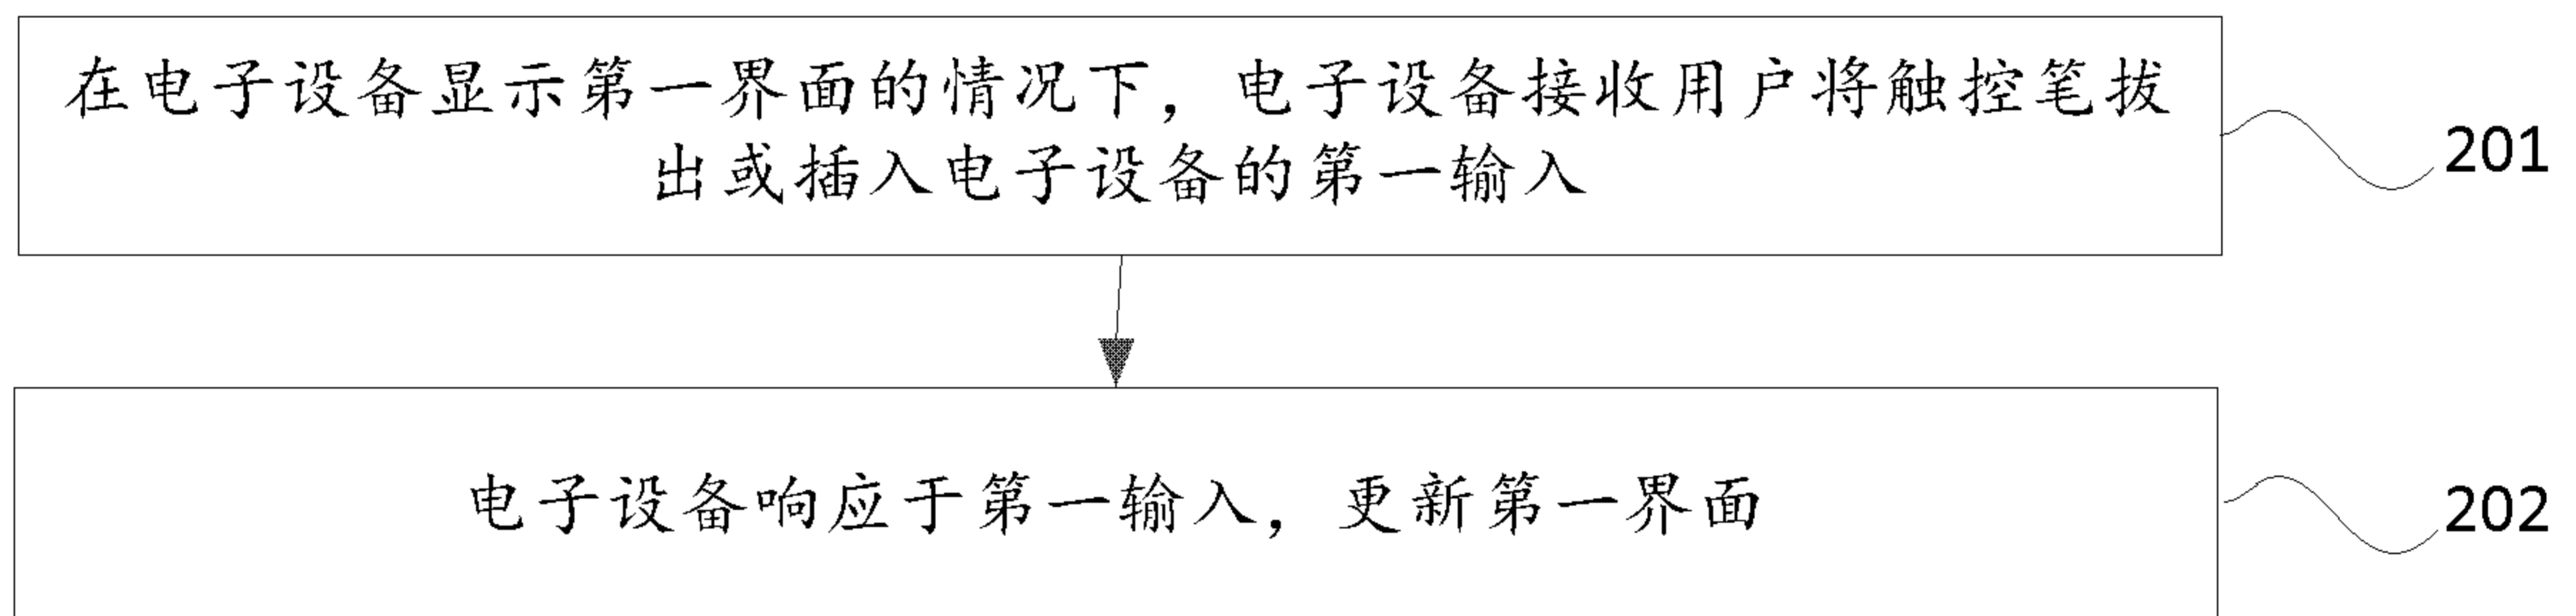 在电子设备显示第一界面的情况下，电子设备接收用户将触控笔拔
出或插入电子设备的第一输入
201
电子设备响应于第一输入，更新第一界面
202